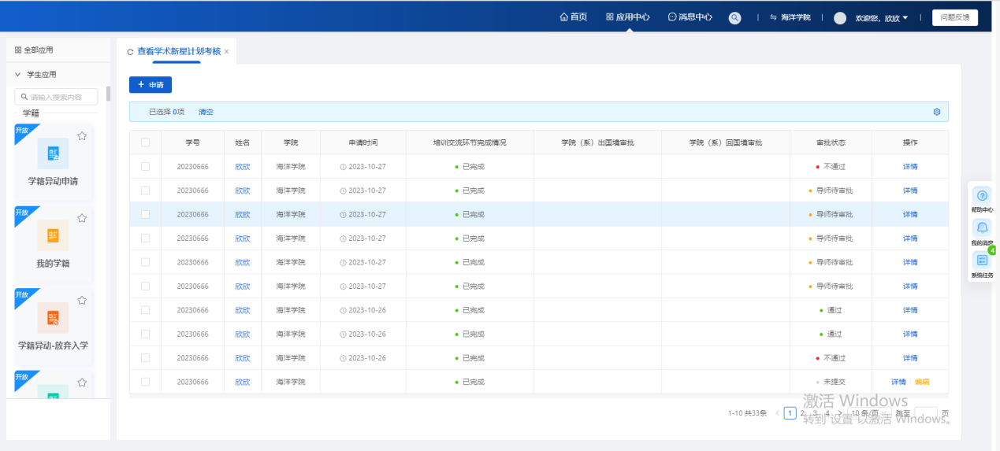 首页 应用中心 消息中心 海洋学院 欢迎您，欣欣 问题反馈
全部应用
学生应用
请输入搜索内容
学籍
开放
学籍异动申请
开放
我的学籍
开放
学籍异动-放弃入学
开放
查看学术新星计划考核 ×
+ 申请
已选择 0项 清空
学号 姓名 学院 申请时间 培训交流环节完成情况 学院（系）出国境审批 学院（系）回国境审批 审批状态 操作
20230666 欣欣 海洋学院 2023-10-27 已完成 不通过 详情
20230666 欣欣 海洋学院 2023-10-27 已完成 导师待审批 详情
20230666 欣欣 海洋学院 2023-10-27 已完成 导师待审批 详情
20230666 欣欣 海洋学院 2023-10-27 已完成 导师待审批 详情
20230666 欣欣 海洋学院 2023-10-27 已完成 导师待审批 详情
20230666 欣欣 海洋学院 2023-10-27 已完成 导师待审批 详情
20230666 欣欣 海洋学院 2023-10-26 已完成 通过 详情
20230666 欣欣 海洋学院 2023-10-26 已完成 通过 详情
20230666 欣欣 海洋学院 2023-10-26 已完成 不通过 详情
20230666 欣欣 海洋学院 已完成 未提交 详情 编辑
1-10 共33条 < 1 2 3 4 > 10 条/页 跳至 页
激活 Windows
转到"设置"以激活 Windows。
帮助中心
我的消息
4
系统任务